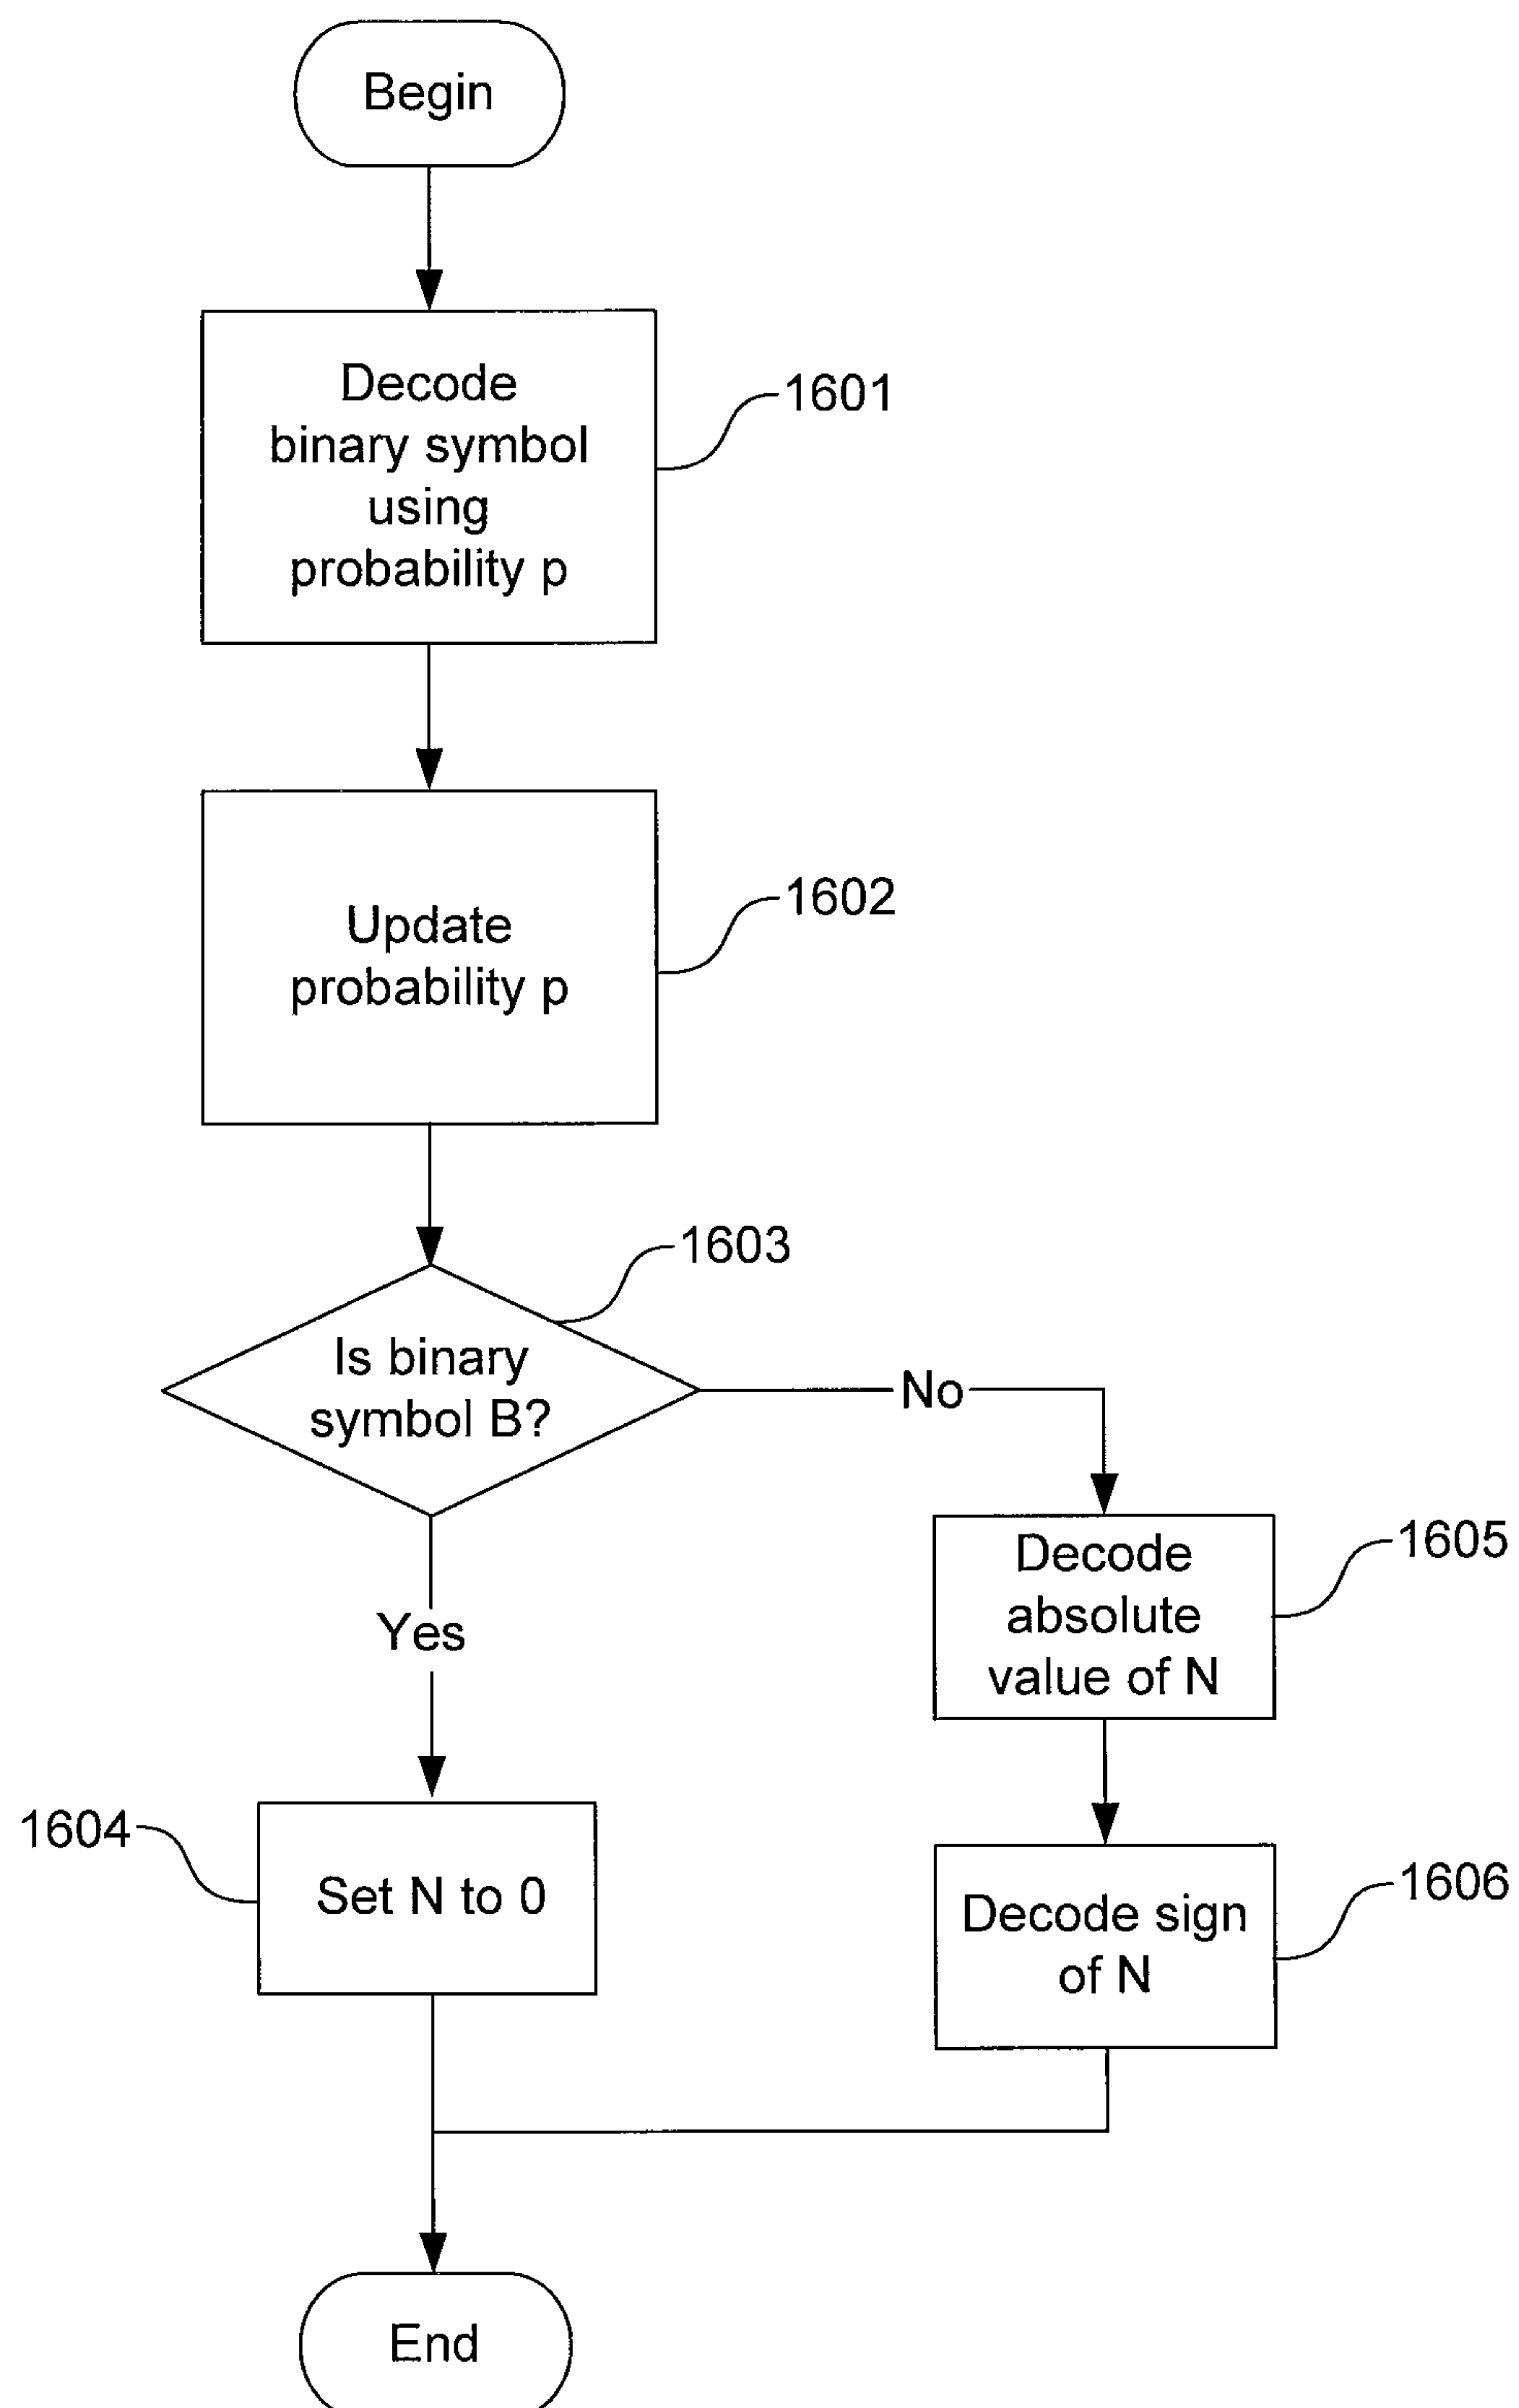 Begin
Decode
binary symbol
using
probability p
1601
Update
probability p
1602
1603
Is binary
symbol B?
No
Yes
Decode
absolute
value of N
1605
1604
Set N to 0
Decode sign
of N
1606
End